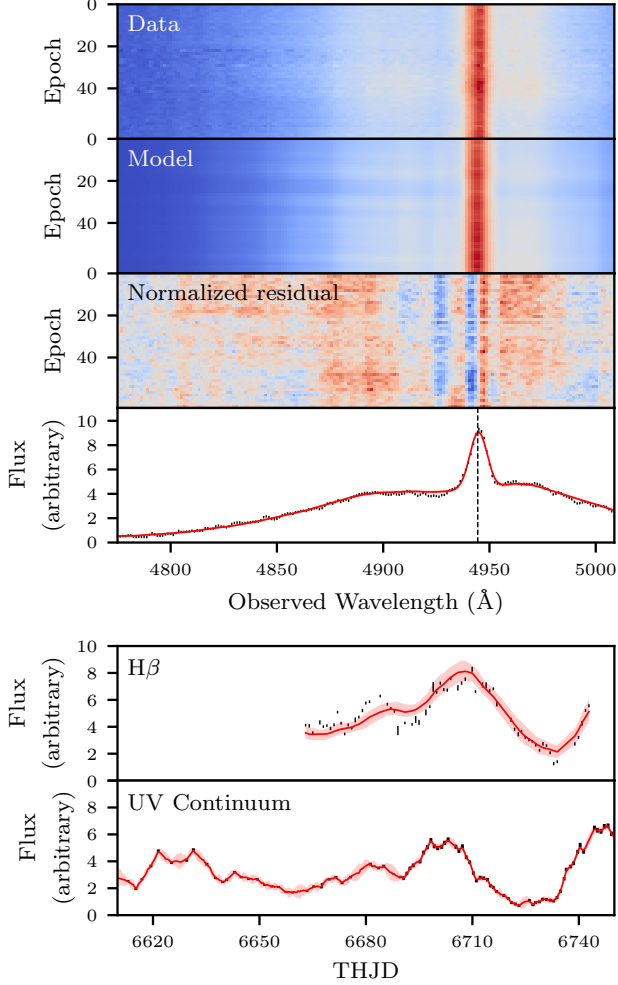 0
Data
Epoch
40
0
Model
20
Epoch
40
0
Normalized residual
20
Epoch
40
10
8
6
4
2
0
Flux
(arbitrary)
4800 4850 4900 4950 5000
Observed Wavelength (Å)
10
Hβ
8
6
4
2
0
Flux
(arbitrary)
UV Continuum
8
6
4
2
0
Flux
(arbitrary)
6620 6650 6680 6710 6740
THJD